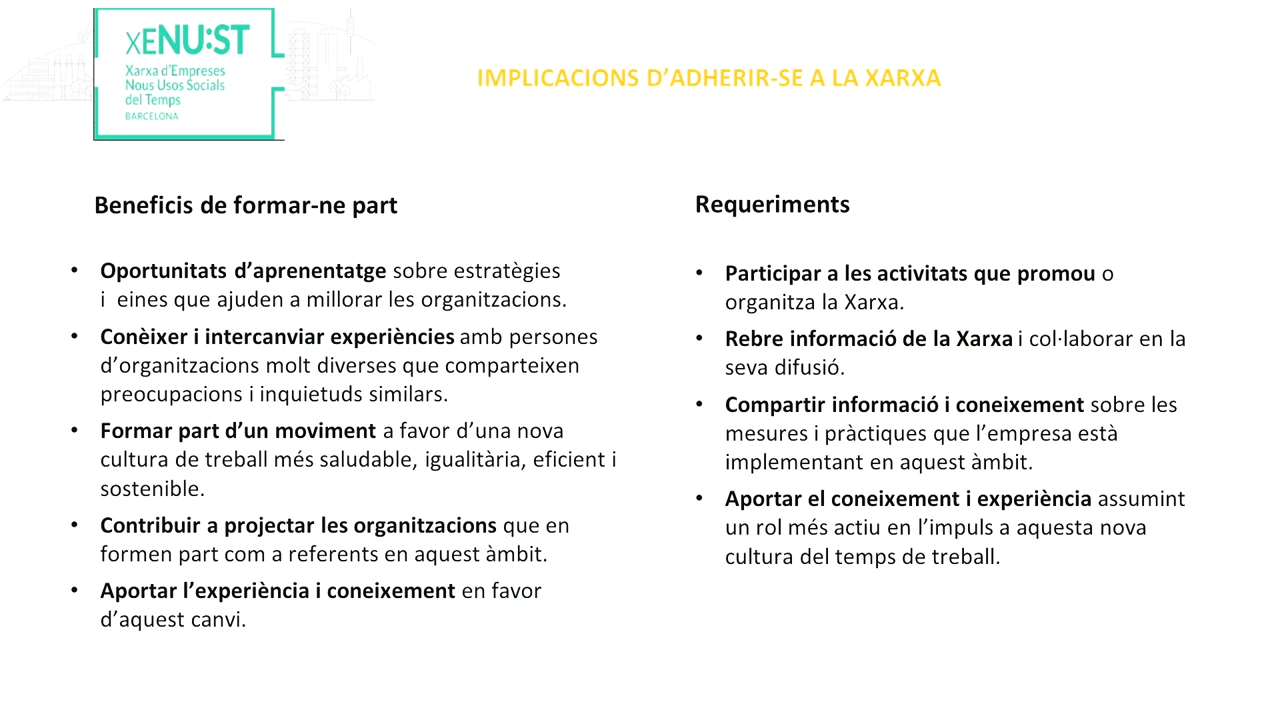 xENU:ST
Xarxa d'Empreses
Nous Usos Socials
del Temps
BARCELONA
IMPLICACIONS D’ADHERIR-SE A LA XARXA
Beneficis de formar-ne part
• Oportunitats d’aprenentatge sobre estratègies
i eines que ajuden a millorar les organitzacions.
• Conèixer i intercanviar experiències amb persones
d’organitzacions molt diverses que comparteixen
preocupacions i inquietuds similars.
• Formar part d’un moviment a favor d’una nova
cultura de treball més saludable, igualitària, eficient i
sostenible.
• Contribuir a projectar les organitzacions que en
formen part com a referents en aquest àmbit.
• Aportar l’experiència i coneixement en favor
d’aquest canvi.
Requeriments
• Participar a les activitats que promou o
organitza la Xarxa.
• Rebre informació de la Xarxa i col·laborar en la
seva difusió.
• Compartir informació i coneixement sobre les
mesures i pràctiques que l’empresa està
implementant en aquest àmbit.
• Aportar el coneixement i experiència assumint
un rol més actiu en l’impuls a aquesta nova
cultura del temps de treball.